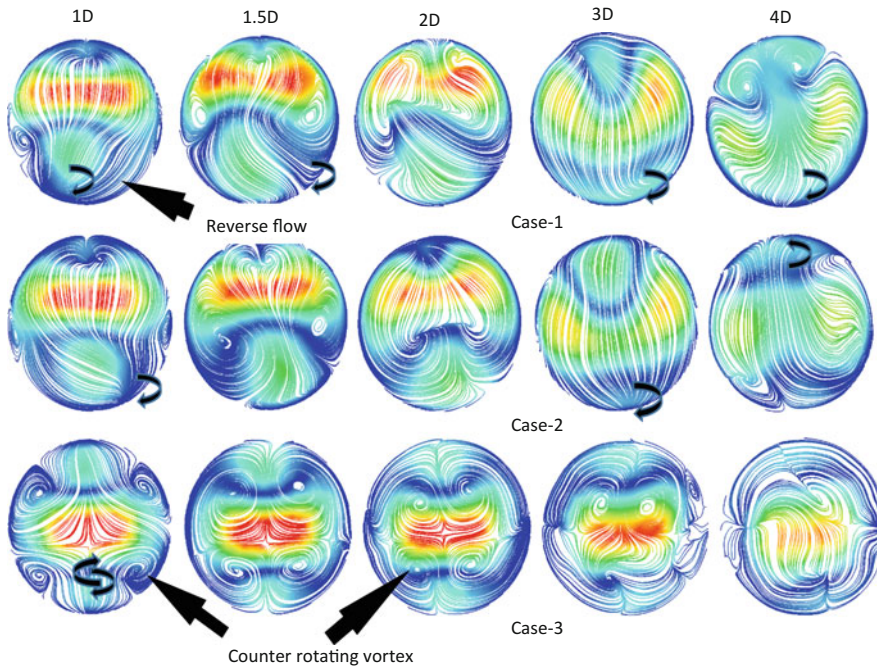 1D 1.5D 2D 3D 4D
Reverse flow
Case-1
Case-2
Case-3
Counter rotating vortex